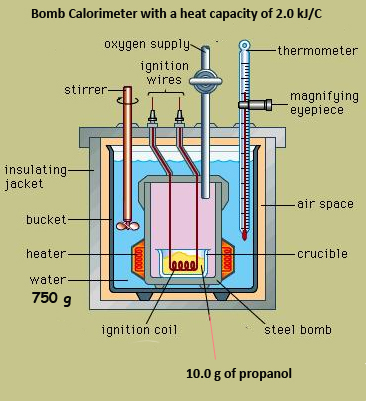 Bomb Calorimeter with a heat capacity of 2.0 kJ/C
oxygen supply
thermometer
ignition
wires
stirrer
magnifying
eyepiece
insulating
jacket
air space
bucket
heater
crucible
water
750 g
ignition coil
steel bomb
10.0 g of propanol